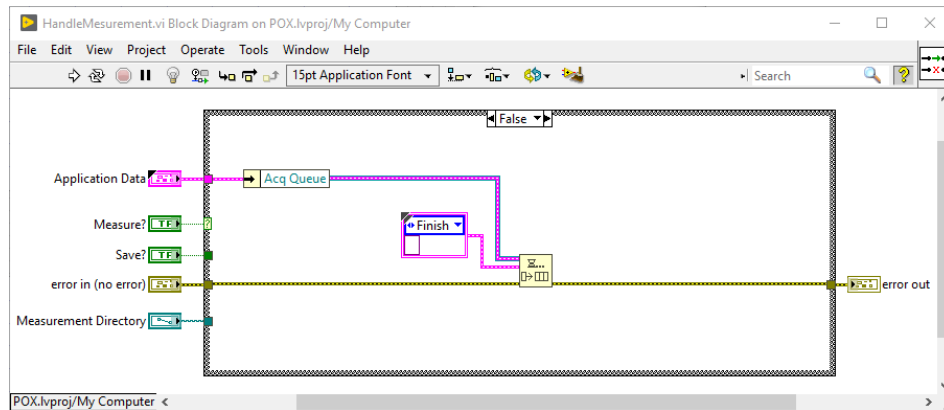 HandleMesurement.vi Block Diagram on POX.lvproj/My Computer
File Edit View Project Operate Tools Window Help
15pt Application Font
Search
?
False
Application Data
Acq Queue
Measure? TF
?
Finish
Save? TF
error in (no error)
error out
Measurement Directory
POX.lvproj/My Computer